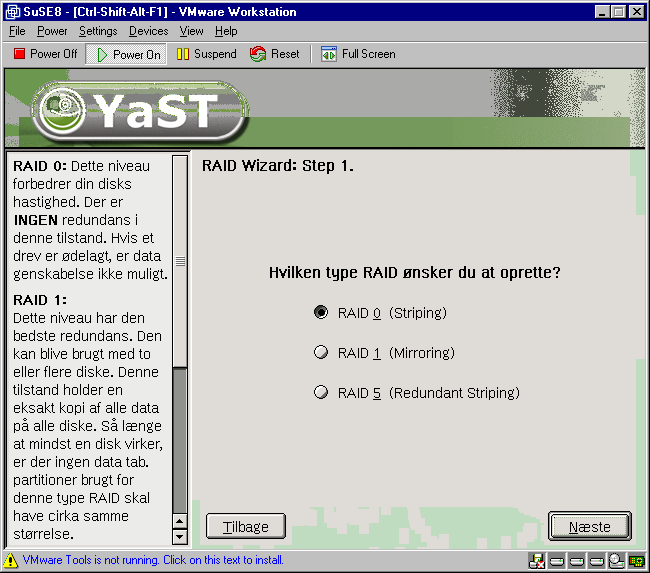 SuSE8 - [Ctrl-Shift-Alt-F1] - VMware Workstation
File Power Settings Devices View Help
Power Off Power On Suspend Reset Full Screen
YaST
RAID 0: Dette niveau
forbedrer din disks
hastighed. Der er
INGEN redundans i
denne tilstand. Hvis et
drev er ødelagt, er data
genskabelse ikke muligt.
RAID 1:
Dette niveau har den
bedste redundans. Den
kan blive brugt med to
eller flere diske. Denne
tilstand holder en
eksakt kopi af alle data
på alle diske. Så længe
at mindst en disk virker,
er der ingen data tab.
partitioner brugt for
denne type RAID skal
have cirka samme
størrelse.
RAID Wizard: Step 1.
Hvilken type RAID ønsker du at oprette?
RAID 0 (Striping)
RAID 1 (Mirroring)
RAID 5 (Redundant Striping)
Tilbage
Næste
VMware Tools is not running. Click on this text to install.